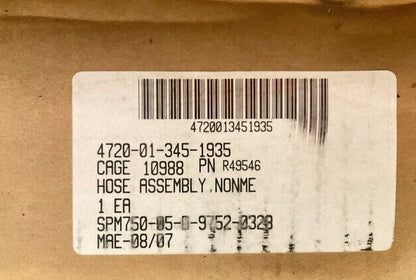 4720013451935
4720-01-345-1935
CAGE 10988 PN R49546
HOSE ASSEMBLY,NONME
1 EA
SPM750-05-D-9752-0323
MAE-08/07